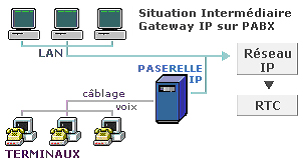 Situation Intermédiaire
Gateway IP sur PABX
LAN
PASERELLE
IP
Réseau
IP
RTC
câblage
voix
TERMINAUX